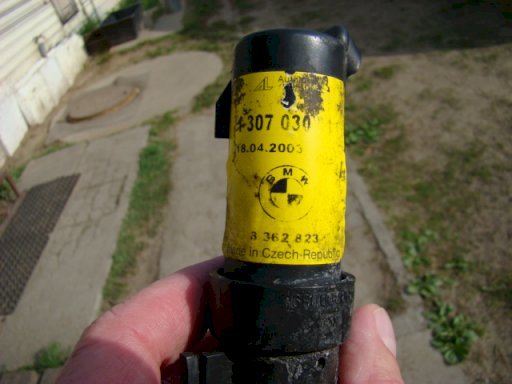 +307 030
18.04.2003
BMW
8 362 823
Made in Czech-Republic